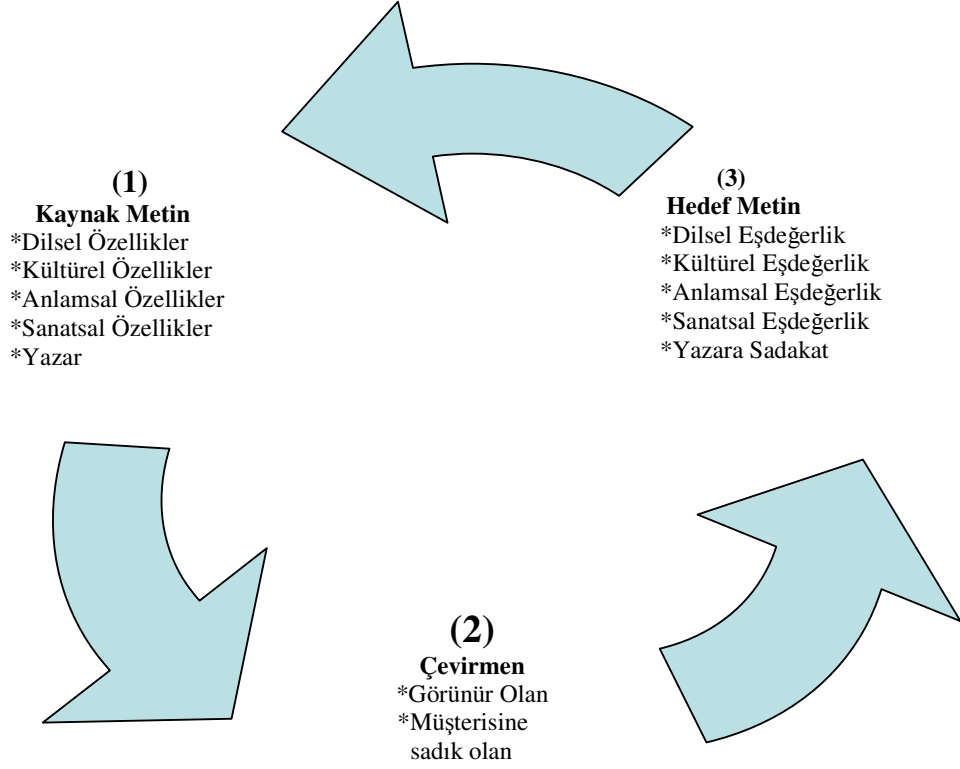 (1)
Kaynak Metin
*Dilsel Özellikler
*Kültürel Özellikler
*Anlamsal Özellikler
*Sanatsal Özellikler
*Yazar
(2)
Çevirmen
*Görünür Olan
*Müşterisine
sadık olan
(3)
Hedef Metin
*Dilsel Eşdeğerlik
*Kültürel Eşdeğerlik
*Anlamsal Eşdeğerlik
*Sanatsal Eşdeğerlik
*Yazara Sadakat